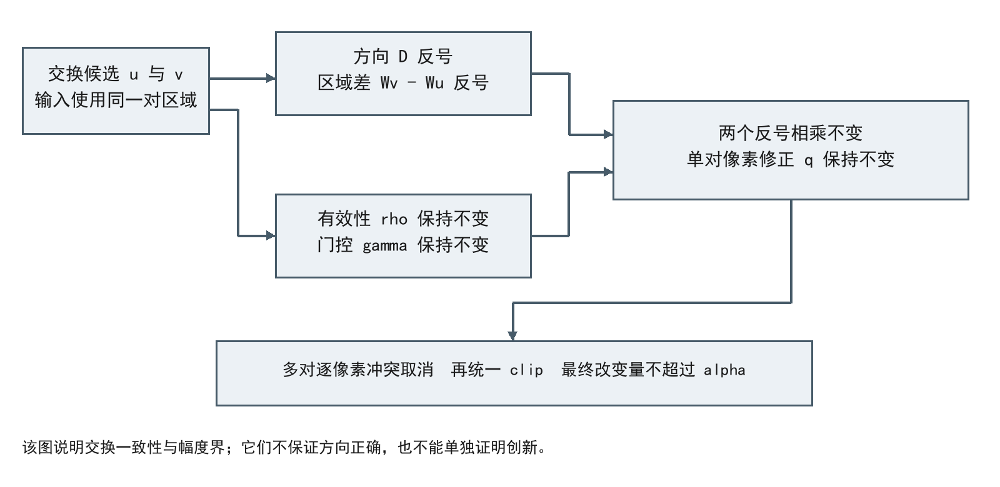 交换候选 u 与 v
输入使用同一对区域
方向 D 反号
区域差 Wv - Wu 反号
两个反号相乘不变
单对像素修正 q 保持不变
有效性 rho 保持不变
门控 gamma 保持不变
多对逐像素冲突取消 再统一 clip 最终改变量不超过 alpha
该图说明交换一致性与幅度界；它们不保证方向正确，也不能单独证明创新。